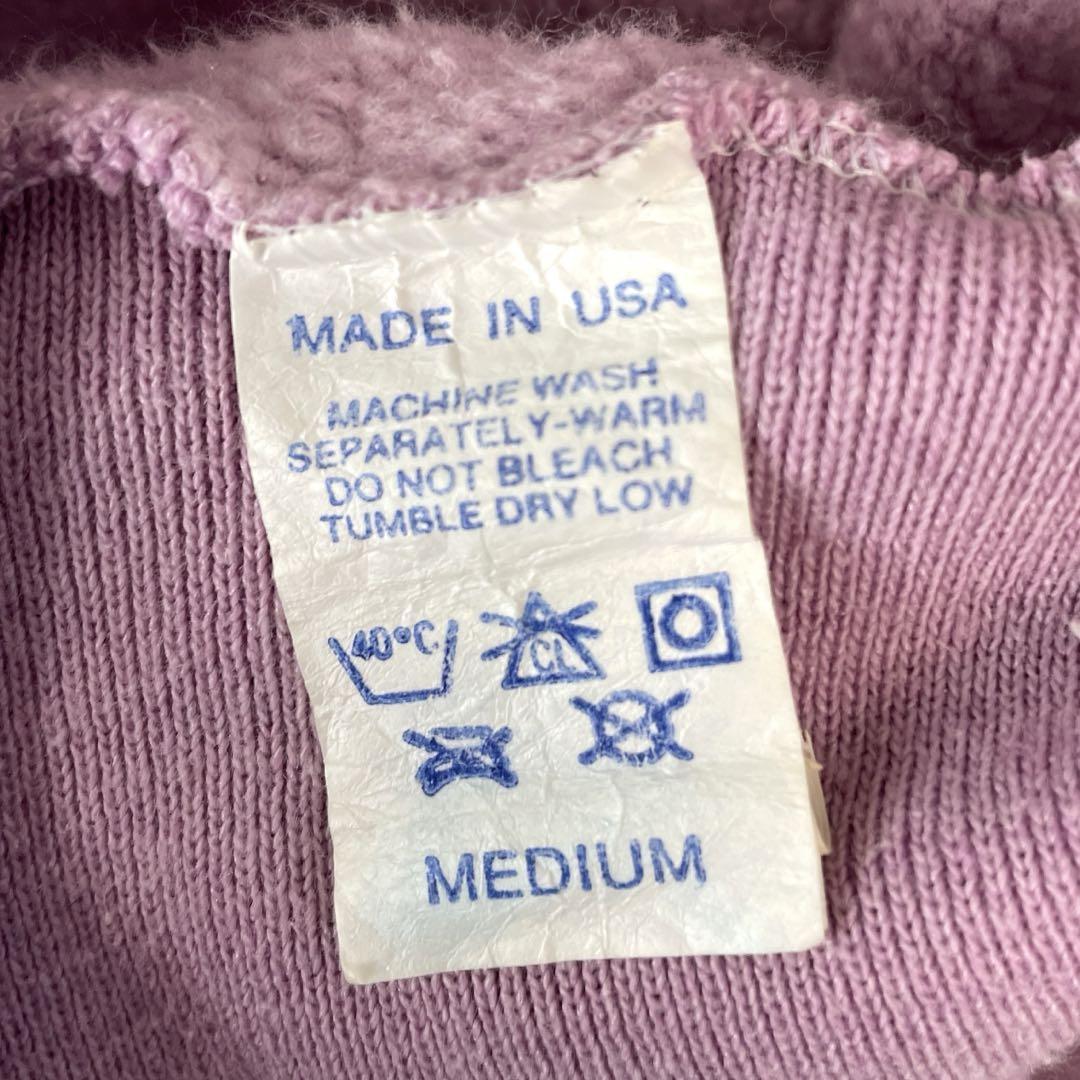 MADE IN USA
MACHINE WASH
SEPARATELY-WARM
DO NOT BLEACH
TUMBLE DRY LOW
40°C
CL
MEDIUM